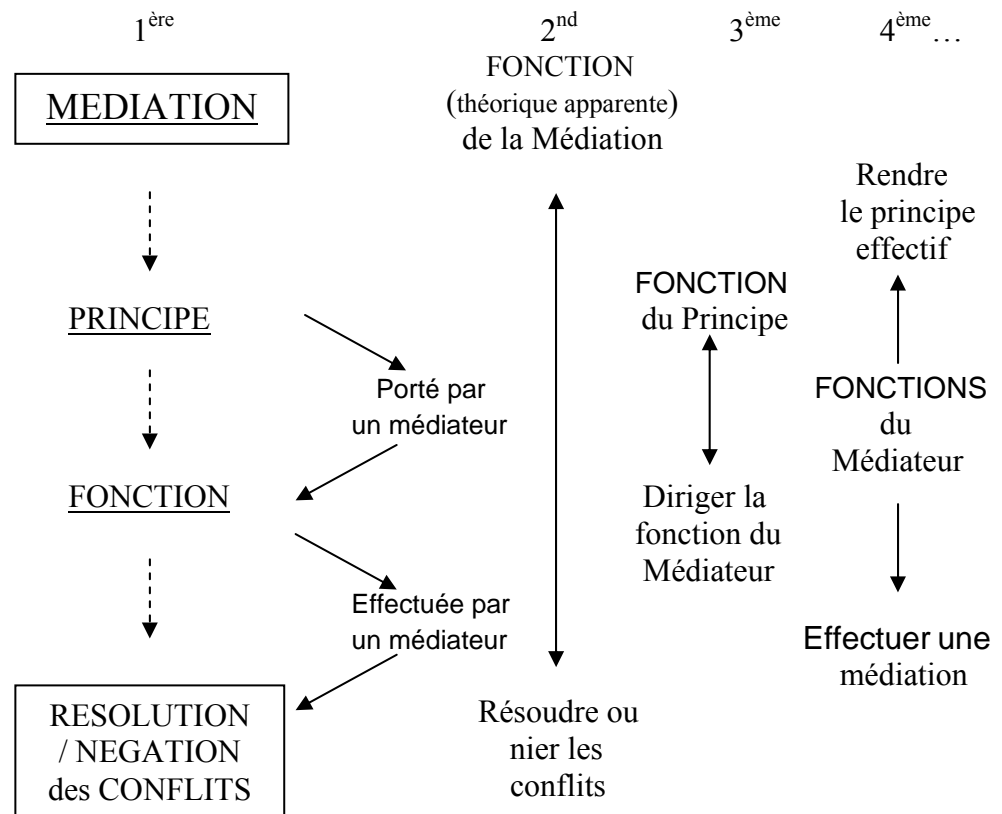 1ère
MEDIATION
PRINCIPE
Porté par
un médiateur
FONCTION
Effectuée par
un médiateur
RESOLUTION
/ NEGATION
des CONFLITS
2nd
FONCTION
(théorique apparente)
de la Médiation
Résoudre ou
nier les
conflits
3ème
FONCTION
du Principe
Diriger la
fonction du
Médiateur
4ème…
Rendre
le principe
effectif
FONCTIONS
du
Médiateur
Effectuer une
médiation